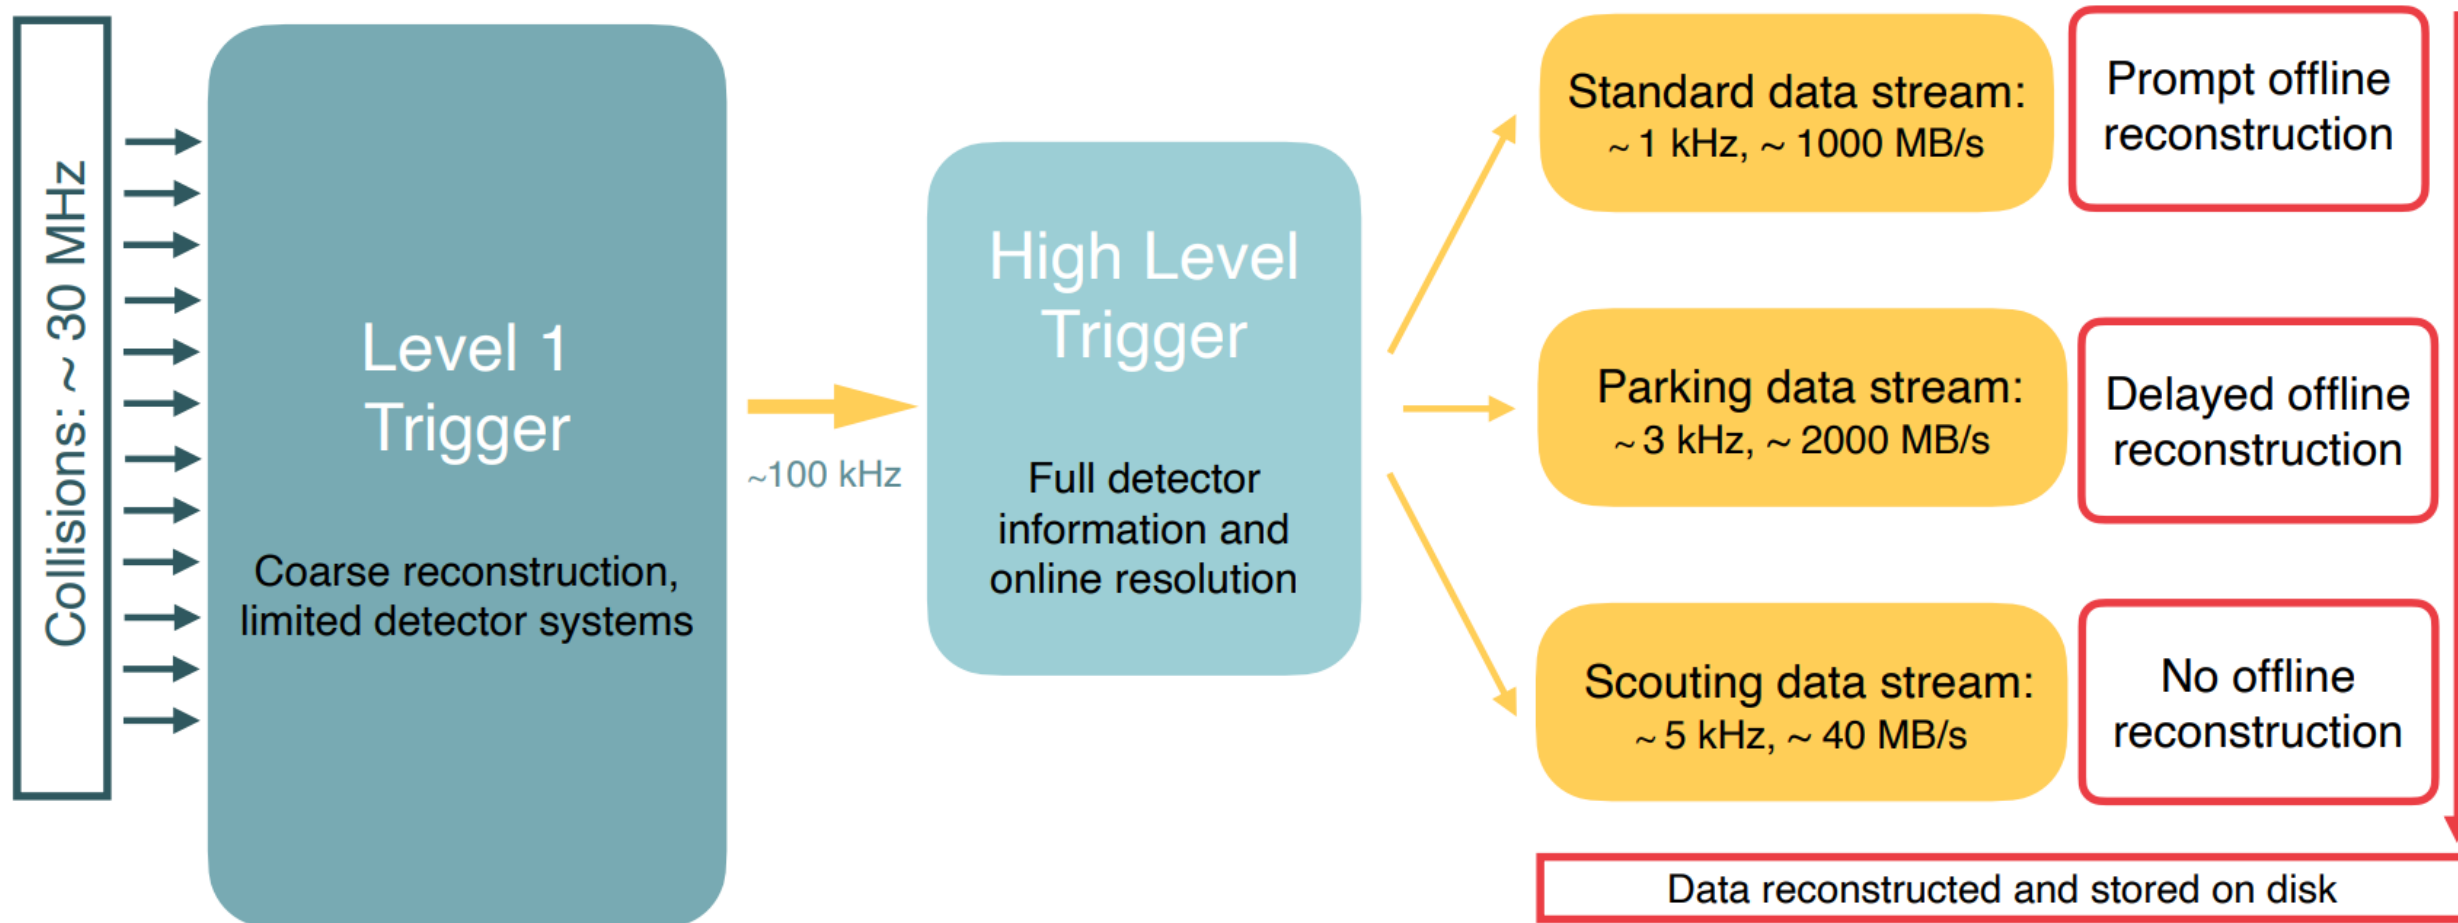 Collisions: ~ 30 MHz
Level 1
Trigger
Coarse reconstruction,
limited detector systems
~100 kHz
High Level
Trigger
Full detector
information and
online resolution
Standard data stream:
~ 1 kHz, ~ 1000 MB/s
Prompt offline
reconstruction
Parking data stream:
~ 3 kHz, ~ 2000 MB/s
Delayed offline
reconstruction
Scouting data stream:
~ 5 kHz, ~ 40 MB/s
No offline
reconstruction
Data reconstructed and stored on disk